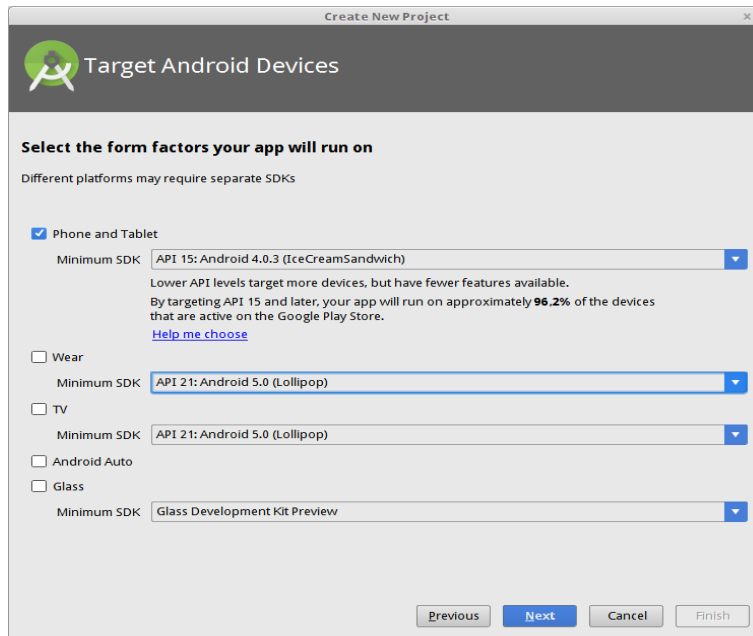 Create New Project
Target Android Devices
Select the form factors your app will run on
Different platforms may require separate SDKs
Phone and Tablet
Minimum SDK API 15: Android 4.0.3 (IceCreamSandwich)
Lower API levels target more devices, but have fewer features available.
By targeting API 15 and later, your app will run on approximately 96,2% of the devices
that are active on the Google Play Store.
Help me choose
Wear
Minimum SDK API 21: Android 5.0 (Lollipop)
TV
Minimum SDK API 21: Android 5.0 (Lollipop)
Android Auto
Glass
Minimum SDK Glass Development Kit Preview
Previous Next Cancel Finish